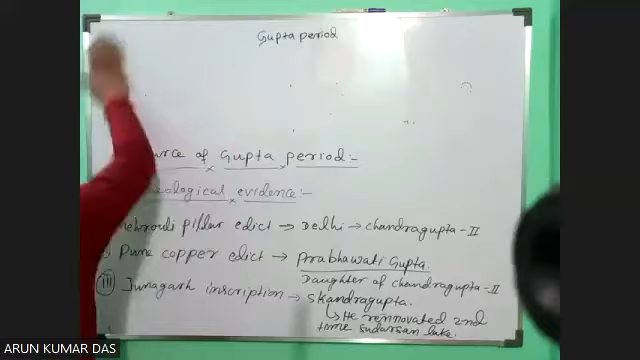 Gupta period
of Gupta period:-
evidence:-
Mehrouli pillar edict → Delhi → Chandragupta-II
Pune copper edict → Prabhawati Gupta.
Daughter of Chandragupta-II
(III) Junagarh inscription → Skandragupta.
↳ He rennovated 2nd
time sudarsan lake.
ARUN KUMAR DAS